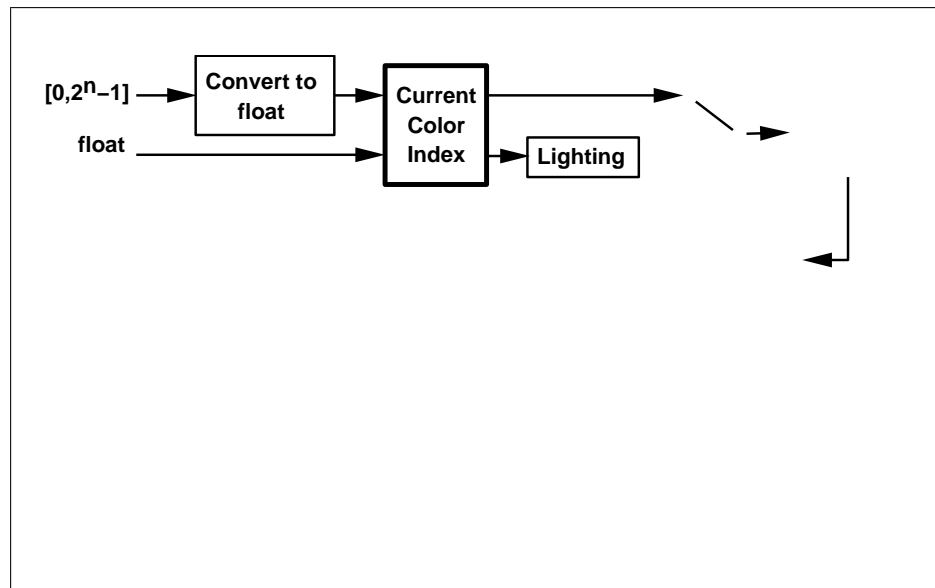 [0,2ⁿ−1]
Convert to
float
Current
Color
Index
float
Lighting